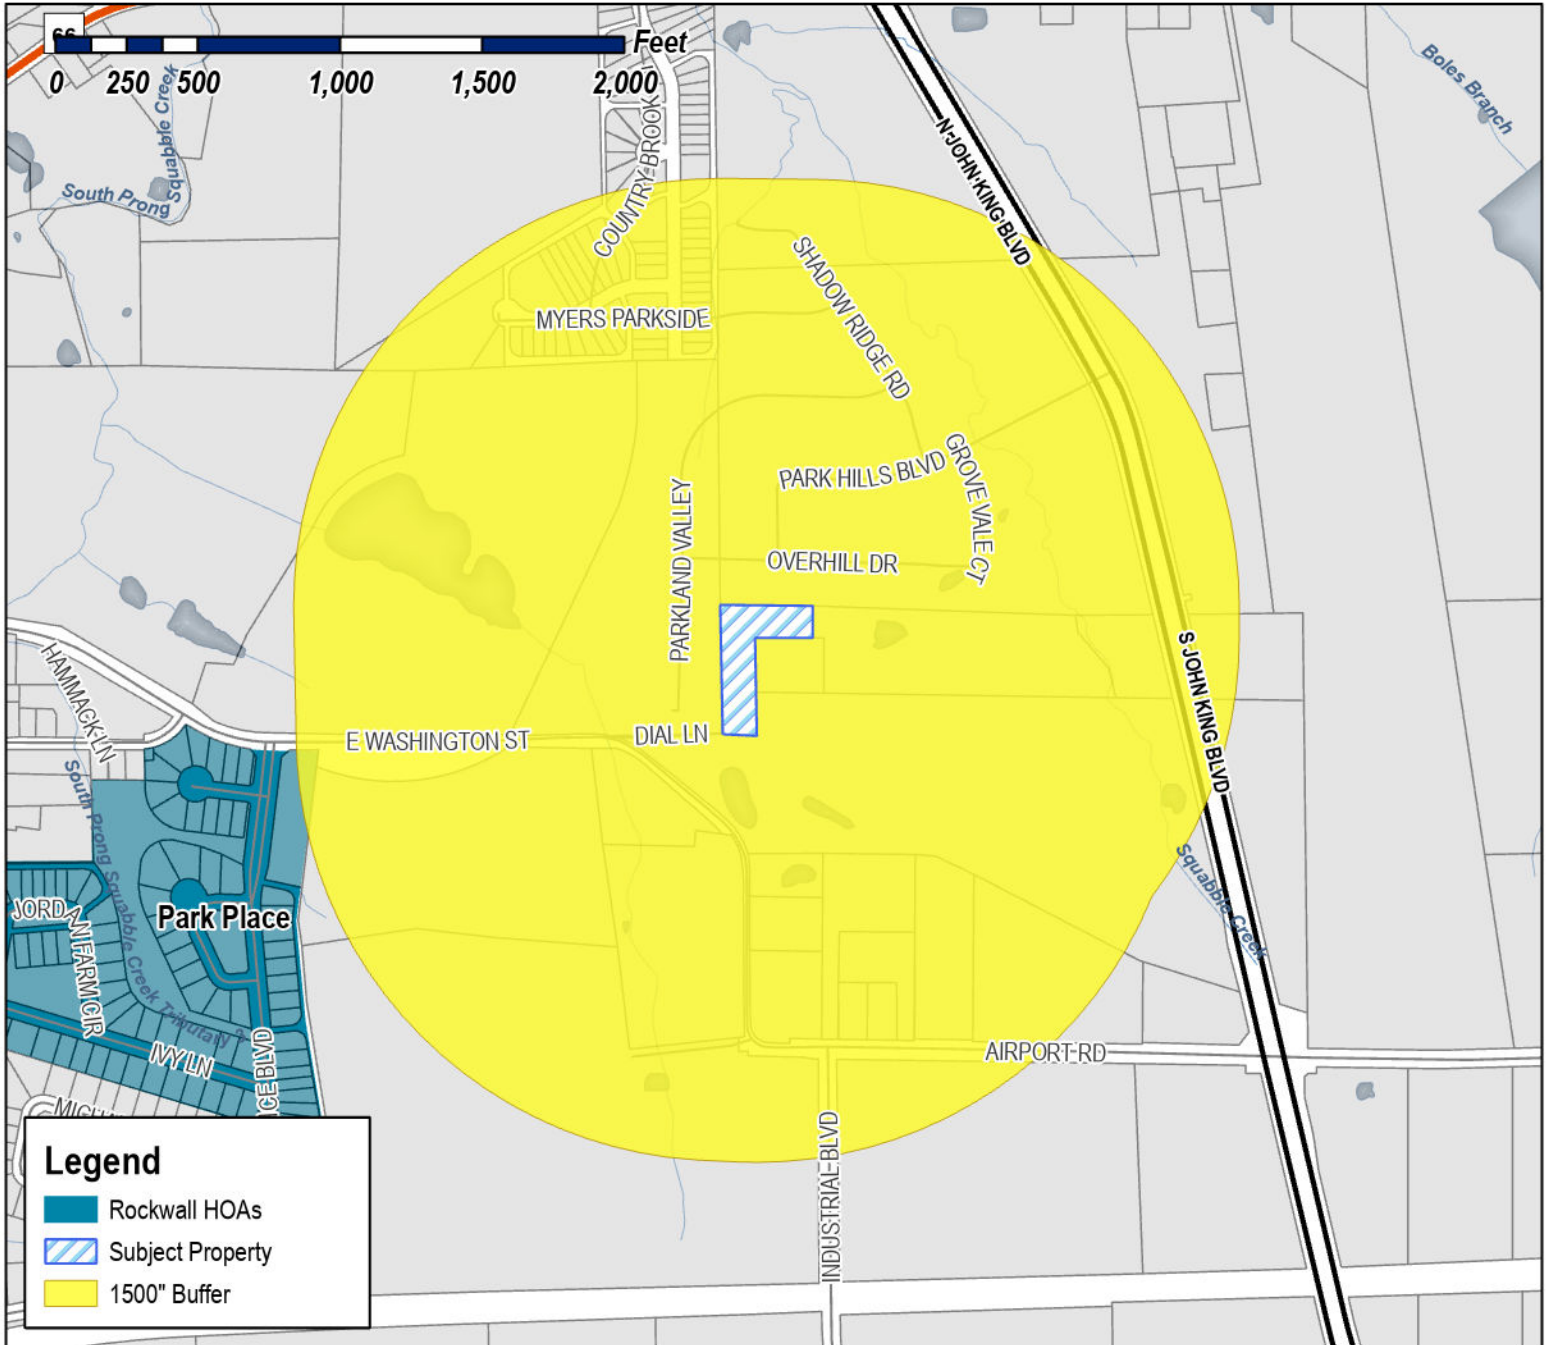 66
Feet
0 250 500 1,000 1,500 2,000
Boles Branch
South Prong Squabble Creek
N JOHN KING BLVD
COUNTRY BROOK
SHADOW RIDGE RD
MYERS PARKSIDE
GROVE VALE CT
PARK HILLS BLVD
PARKLAND VALLEY
OVERHILL DR
S JOHN KING BLVD
HAMMACK LN
E WASHINGTON ST
DIAL LN
South Prong Squabble Creek Tributary
Squabble Creek
Park Place
JORDAN FARM CIR
IVY LN
AIRPORT RD
INDUSTRIAL BLVD
Legend
Rockwall HOAs
Subject Property
1500" Buffer